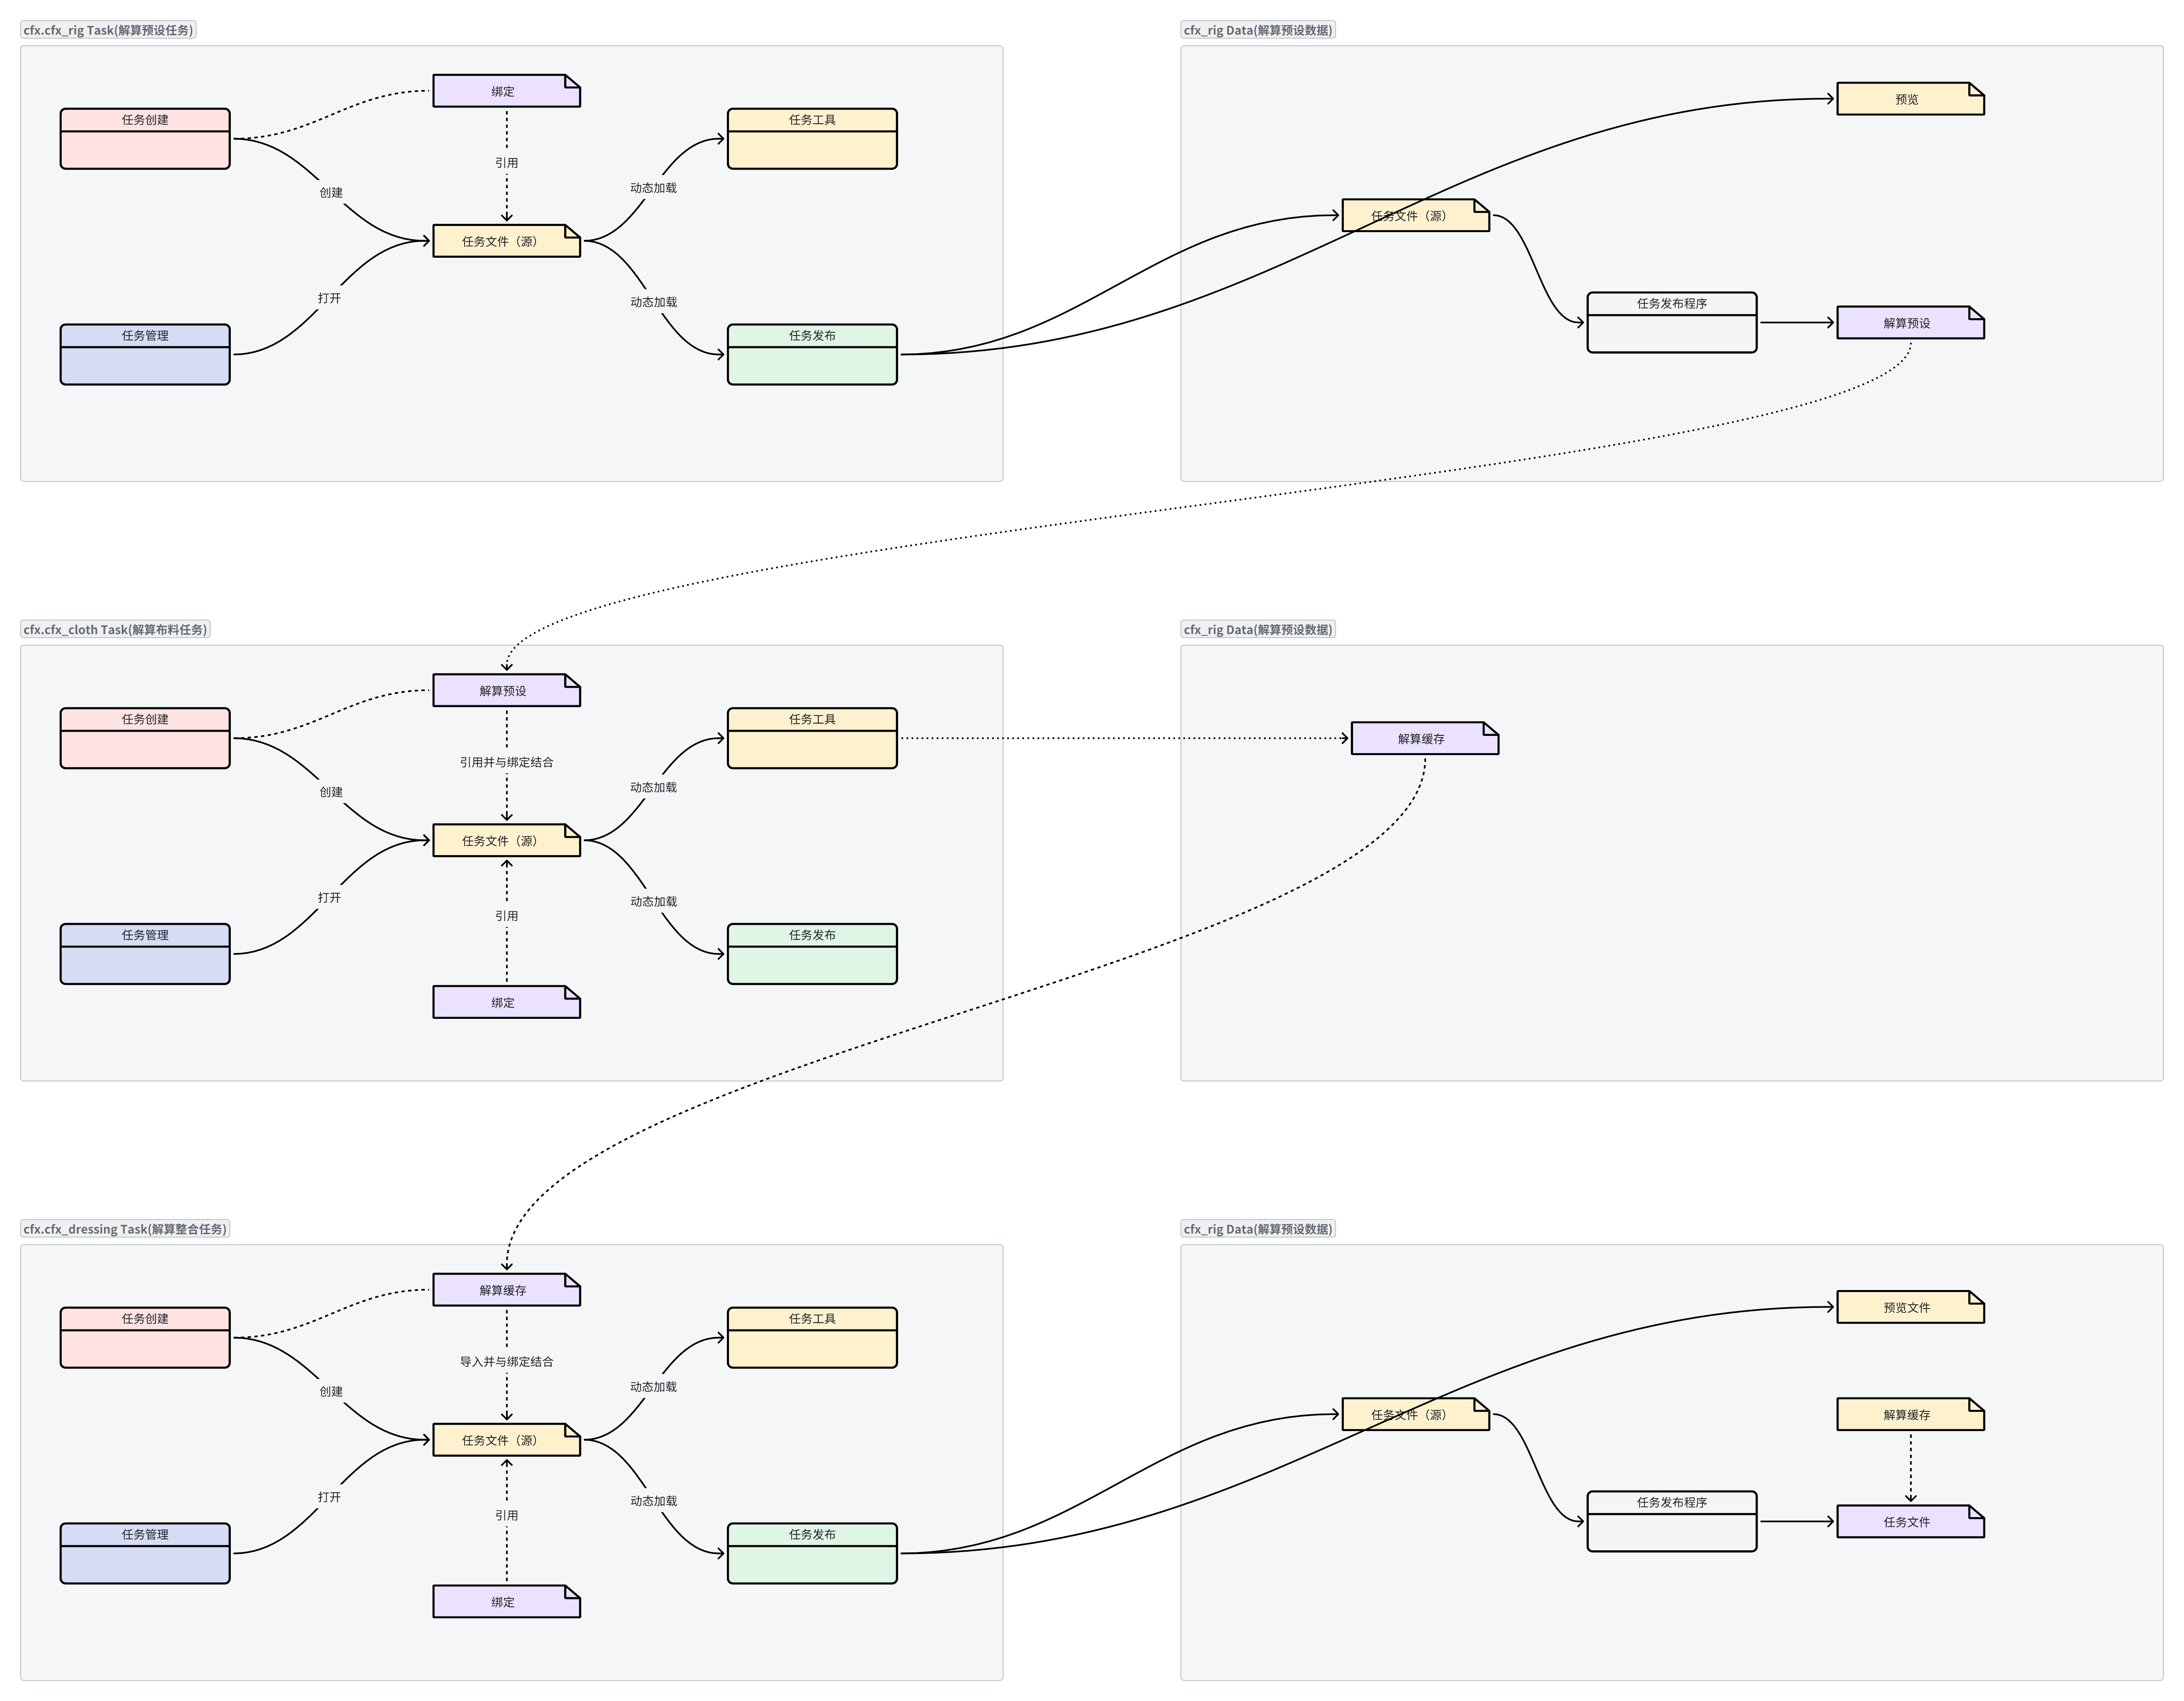 cfx.cfx_rig Task(解算预设任务)
绑定
任务创建
任务工具
引用
动态加载
创建
任务文件（源）
打开
动态加载
任务管理
任务发布
cfx_rig Data(解算预设数据)
预览
任务文件（源）
任务发布程序
解算预设
cfx.cfx_cloth Task(解算布料任务)
解算预设
任务创建
任务工具
引用并与绑定结合
动态加载
创建
任务文件（源）
打开
动态加载
引用
任务管理
任务发布
绑定
cfx_rig Data(解算预设数据)
解算缓存
cfx.cfx_dressing Task(解算整合任务)
解算缓存
任务创建
任务工具
导入并与绑定结合
动态加载
创建
任务文件（源）
打开
动态加载
引用
任务管理
任务发布
绑定
cfx_rig Data(解算预设数据)
预览文件
任务文件（源）
解算缓存
任务发布程序
任务文件